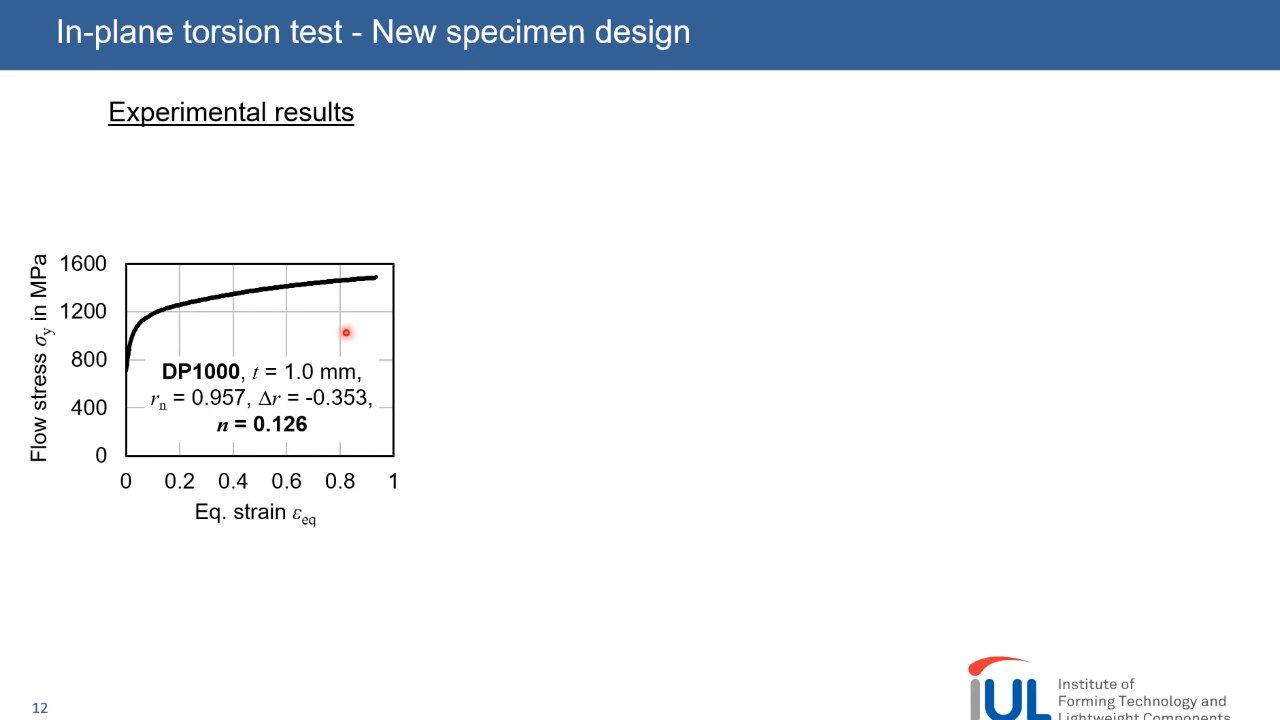 In-plane torsion test - New specimen design
Experimental results
Flow stress σy in MPa
1600
1200
800
400
0
DP1000, t = 1.0 mm,
rn = 0.957, Δr = -0.353,
n = 0.126
0 0.2 0.4 0.6 0.8 1
Eq. strain εeq
12
iUL
Institute of
Forming Technology and
Lightweight Components